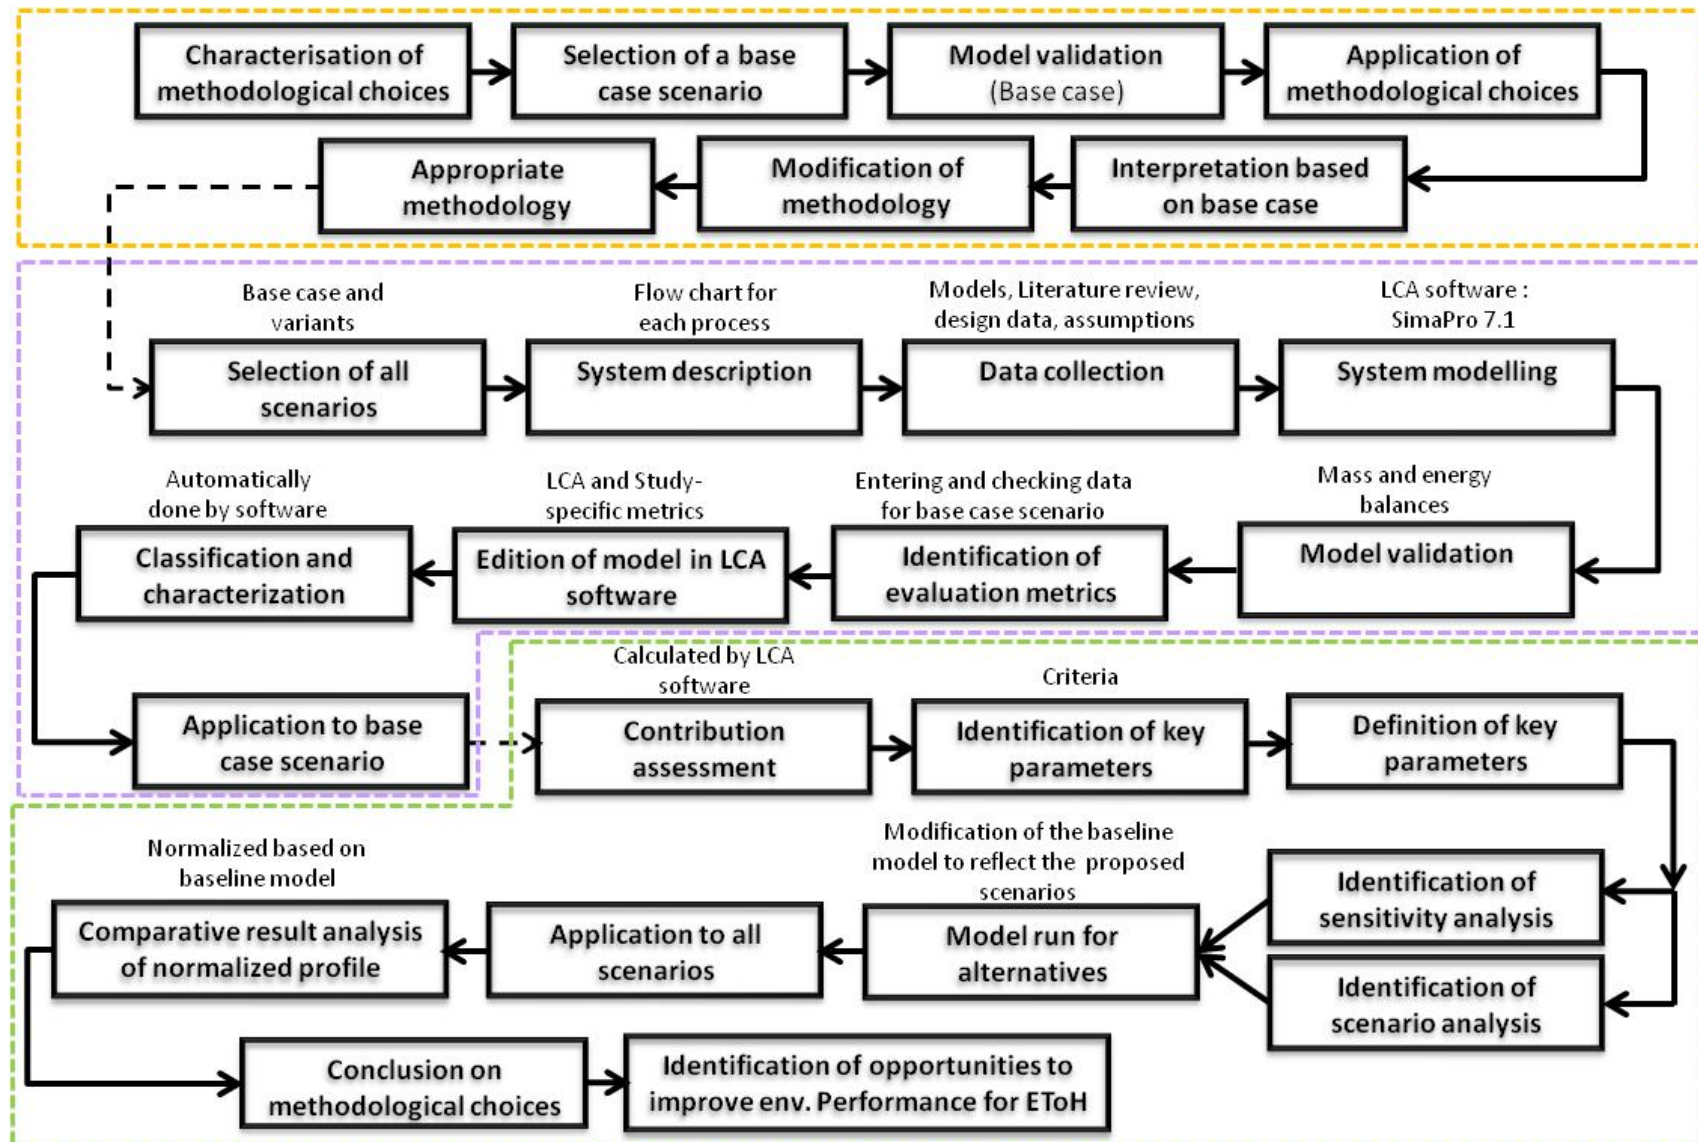 Characterisation of
methodological choices
Selection of a base
case scenario
Model validation
(Base case)
Application of
methodological choices
Appropriate
methodology
Modification of
methodology
Interpretation based
on base case
Base case and
variants
Selection of all
scenarios
Flow chart for
each process
System description
Models, Literature review,
design data, assumptions
Data collection
LCA software :
SimaPro 7.1
System modelling
Automatically
done by software
Classification and
characterization
LCA and Study-
specific metrics
Edition of model in LCA
software
Entering and checking data
for base case scenario
Identification of
evaluation metrics
Mass and energy
balances
Model validation
Application to base
case scenario
Calculated by LCA
software
Contribution
assessment
Criteria
Identification of key
parameters
Definition of key
parameters
Normalized based on
baseline model
Comparative result analysis
of normalized profile
Application to all
scenarios
Modification of the baseline
model to reflect the proposed
scenarios
Model run for
alternatives
Identification of
sensitivity analysis
Identification of
scenario analysis
Conclusion on
methodological choices
Identification of opportunities to
improve env. Performance for EToH